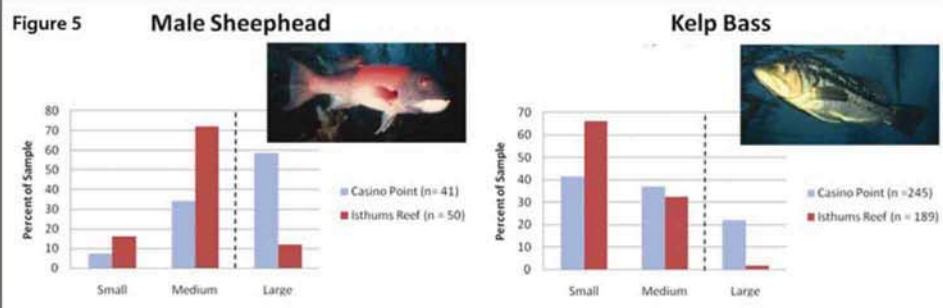 Figure 5
Male Sheephead
Percent of Sample
80
70
60
50
40
30
20
10
0
Small Medium Large
Casino Point (n= 41)
Isthums Reef (n = 50)
Kelp Bass
Percent of Sample
70
60
50
40
30
20
10
0
Small Medium Large
Casino Point (n =245)
Isthums Reef (n = 189)